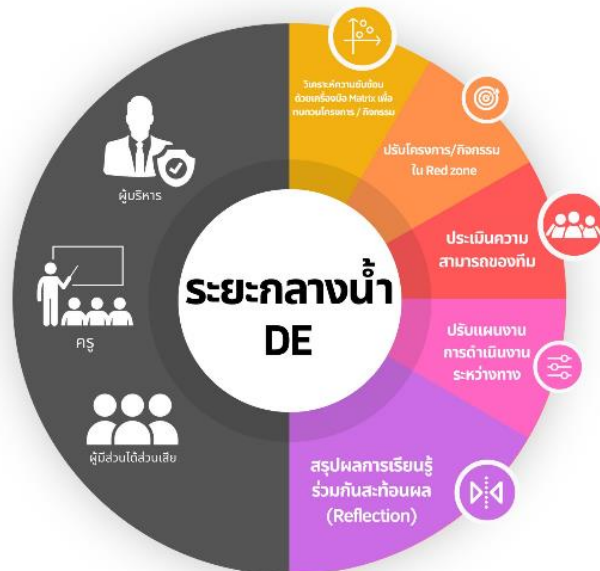 วิเคราะห์ความซับซ้อน
ด้วยเครื่องมือ Matrix เพื่อ
ทบทวนโครงการ / กิจกรรม
ปรับโครงการ/กิจกรรม
ใน Red zone
ประเมินความ
สามารถของทีม
ปรับแผนงาน
การดำเนินงาน
ระหว่างทาง
สรุปผลการเรียนรู้
ร่วมกันสะท้อนผล
(Reflection)
ผู้บริหาร
ครู
ผู้มีส่วนได้ส่วนเสีย
ระยะกลางน้ำ
DE